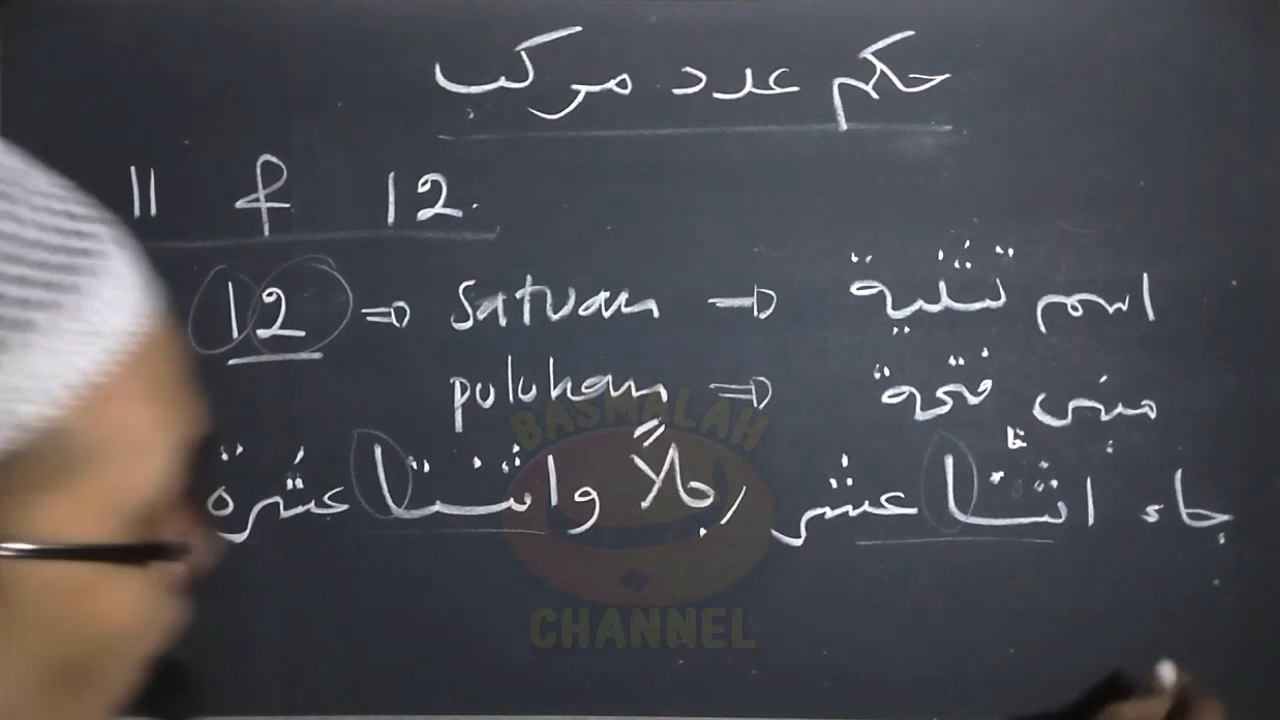 حكم عدد مركب
11 & 12.
12 ⇒ satuan ⇒ اسم تثنية
puluhan ⇒ مبني فتحة
جاء اثنا عشر رجلاً واثنتا عشرة
BASMALAH
CHANNEL